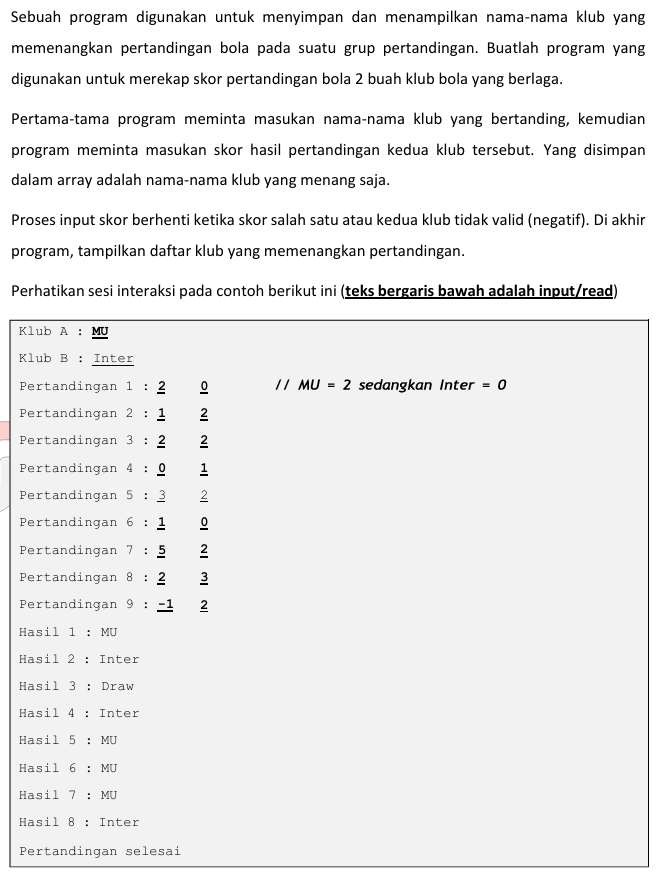 Sebuah program digunakan untuk menyimpan dan menampilkan nama-nama klub yang
memenangkan pertandingan bola pada suatu grup pertandingan. Buatlah program yang
digunakan untuk merekap skor pertandingan bola 2 buah klub bola yang berlaga.
Pertama-tama program meminta masukan nama-nama klub yang bertanding, kemudian
program meminta masukan skor hasil pertandingan kedua klub tersebut. Yang disimpan
dalam array adalah nama-nama klub yang menang saja.
Proses input skor berhenti ketika skor salah satu atau kedua klub tidak valid (negatif). Di akhir
program, tampilkan daftar klub yang memenangkan pertandingan.
Perhatikan sesi interaksi pada contoh berikut ini (teks bergaris bawah adalah input/read)
Klub A : MU
Klub B : Inter
Pertandingan 1 : 2 0 // MU = 2 sedangkan Inter = 0
Pertandingan 2 : 1 2
Pertandingan 3 : 2 2
Pertandingan 4 : 0 1
Pertandingan 5 : 3 2
Pertandingan 6 : 1 0
Pertandingan 7 : 5 2
Pertandingan 8 : 2 3
Pertandingan 9 : -1 2
Hasil 1 : MU
Hasil 2 : Inter
Hasil 3 : Draw
Hasil 4 : Inter
Hasil 5 : MU
Hasil 6 : MU
Hasil 7 : MU
Hasil 8 : Inter
Pertandingan selesai